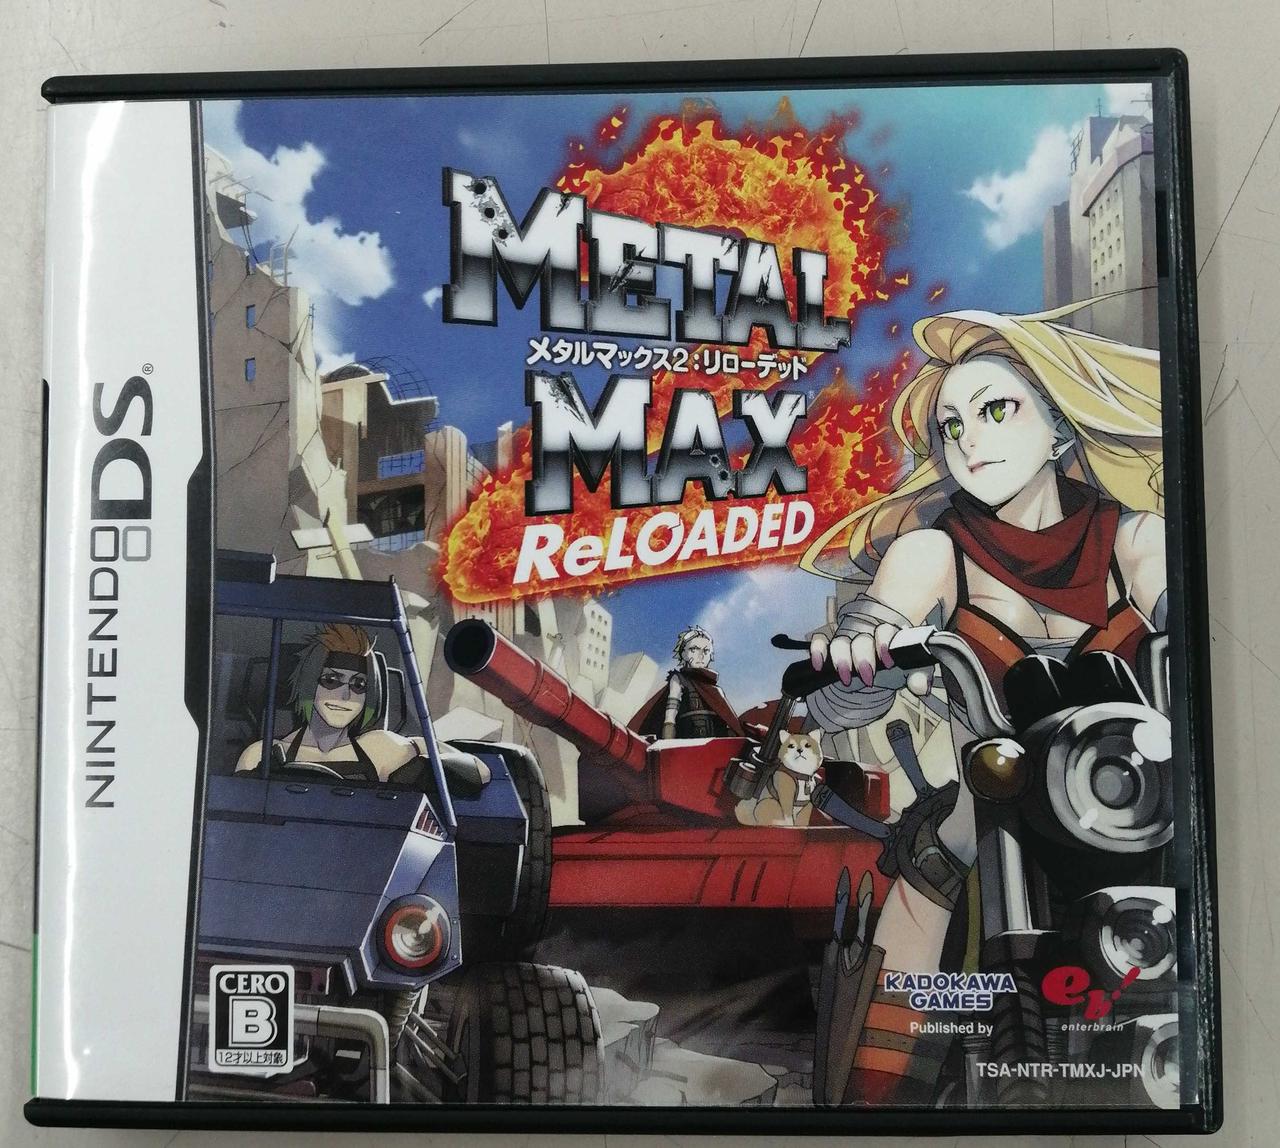 NINTENDO DS®
METAL
メタルマックス2:リローデッド
MAX
ReLOADED
CERO
B
12才以上対象
KADOKAWA
GAMES
Published by
eb!
enterbrain
TSA-NTR-TMXJ-JPN